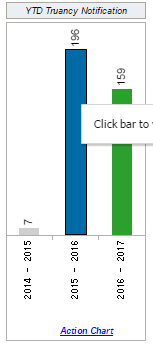 YTD Truancy Notification
7
196
159
Click bar to
2014 - 2015
2015 - 2016
2016 - 2017
Action Chart